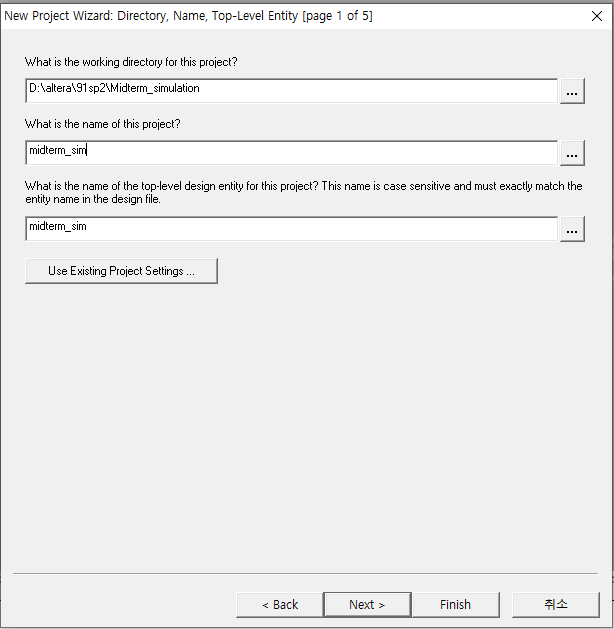 New Project Wizard: Directory, Name, Top-Level Entity [page 1 of 5]
What is the working directory for this project?
D:\altera\91sp2\Midterm_simulation
...
What is the name of this project?
midterm_sim
...
What is the name of the top-level design entity for this project? This name is case sensitive and must exactly match the
entity name in the design file.
midterm_sim
...
Use Existing Project Settings ...
< Back
Next >
Finish
취소